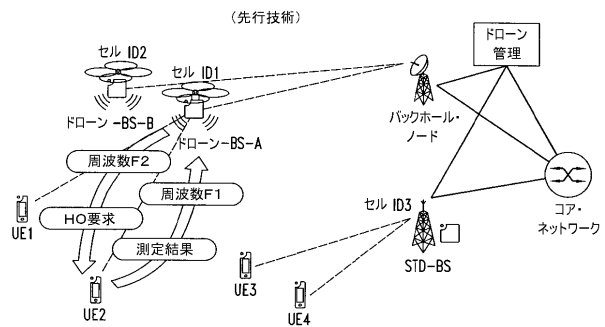 (先行技術)
セル ID2
ドローン
管理
セル ID1
ドローン-BS-B
ドローン-BS-A
バックホール・
ノード
周波数F2
周波数F1
セル ID3
コア・
ネットワーク
UE1
HO要求
測定結果
STD-BS
UE2
UE3
UE4